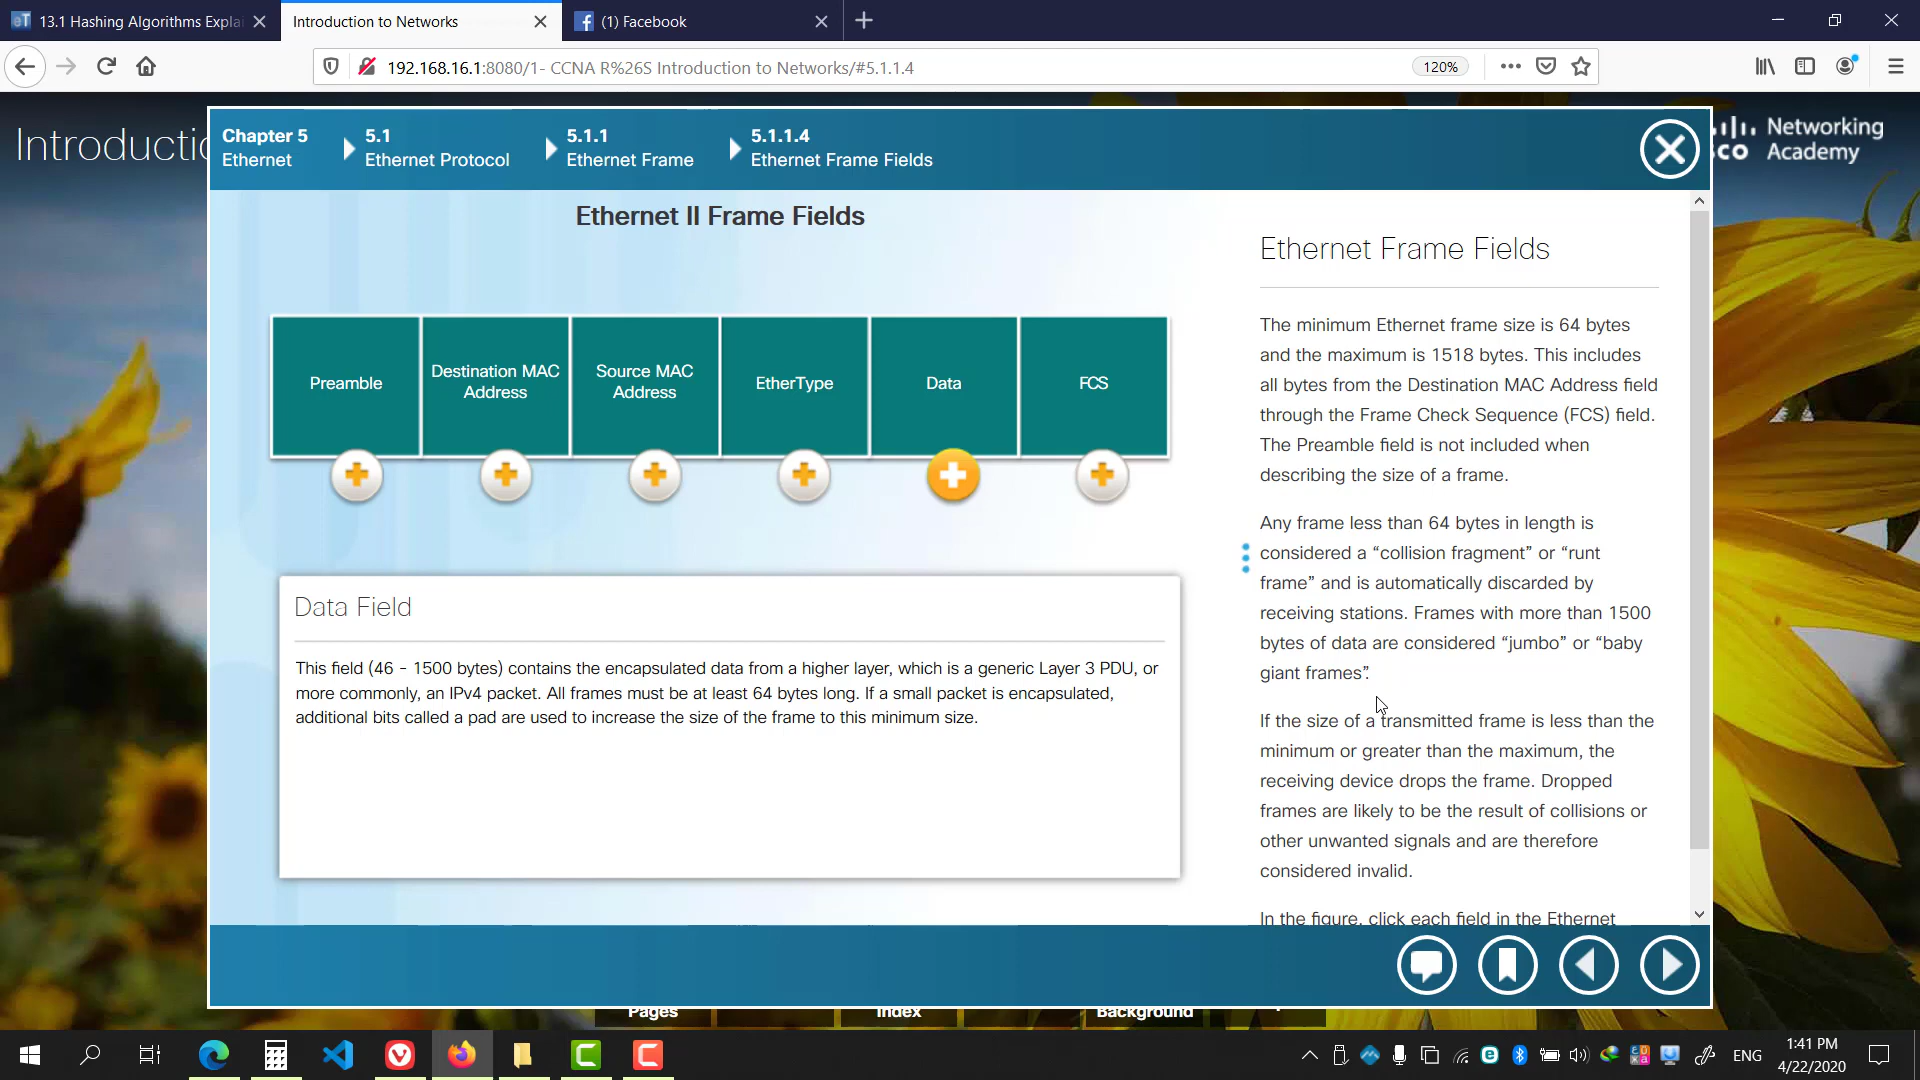 13.1 Hashing Algorithms Explai
Introduction to Networks
(1) Facebook
192.168.16.1:8080/1- CCNA R%26S Introduction to Networks/#5.1.1.4
120%
Introductio
Networking
Academy
Chapter 5
Ethernet
5.1
Ethernet Protocol
5.1.1
Ethernet Frame
5.1.1.4
Ethernet Frame Fields
Ethernet II Frame Fields
Preamble
Destination MAC
Address
Source MAC
Address
EtherType
Data
FCS
Data Field
This field (46 - 1500 bytes) contains the encapsulated data from a higher layer, which is a generic Layer 3 PDU, or
more commonly, an IPv4 packet. All frames must be at least 64 bytes long. If a small packet is encapsulated,
additional bits called a pad are used to increase the size of the frame to this minimum size.
Ethernet Frame Fields
The minimum Ethernet frame size is 64 bytes
and the maximum is 1518 bytes. This includes
all bytes from the Destination MAC Address field
through the Frame Check Sequence (FCS) field.
The Preamble field is not included when
describing the size of a frame.
Any frame less than 64 bytes in length is
considered a “collision fragment” or “runt
frame” and is automatically discarded by
receiving stations. Frames with more than 1500
bytes of data are considered “jumbo” or “baby
giant frames”.
If the size of a transmitted frame is less than the
minimum or greater than the maximum, the
receiving device drops the frame. Dropped
frames are likely to be the result of collisions or
other unwanted signals and are therefore
considered invalid.
In the figure, click each field in the Ethernet
Pages
Index
Background
ENG
1:41 PM
4/22/2020